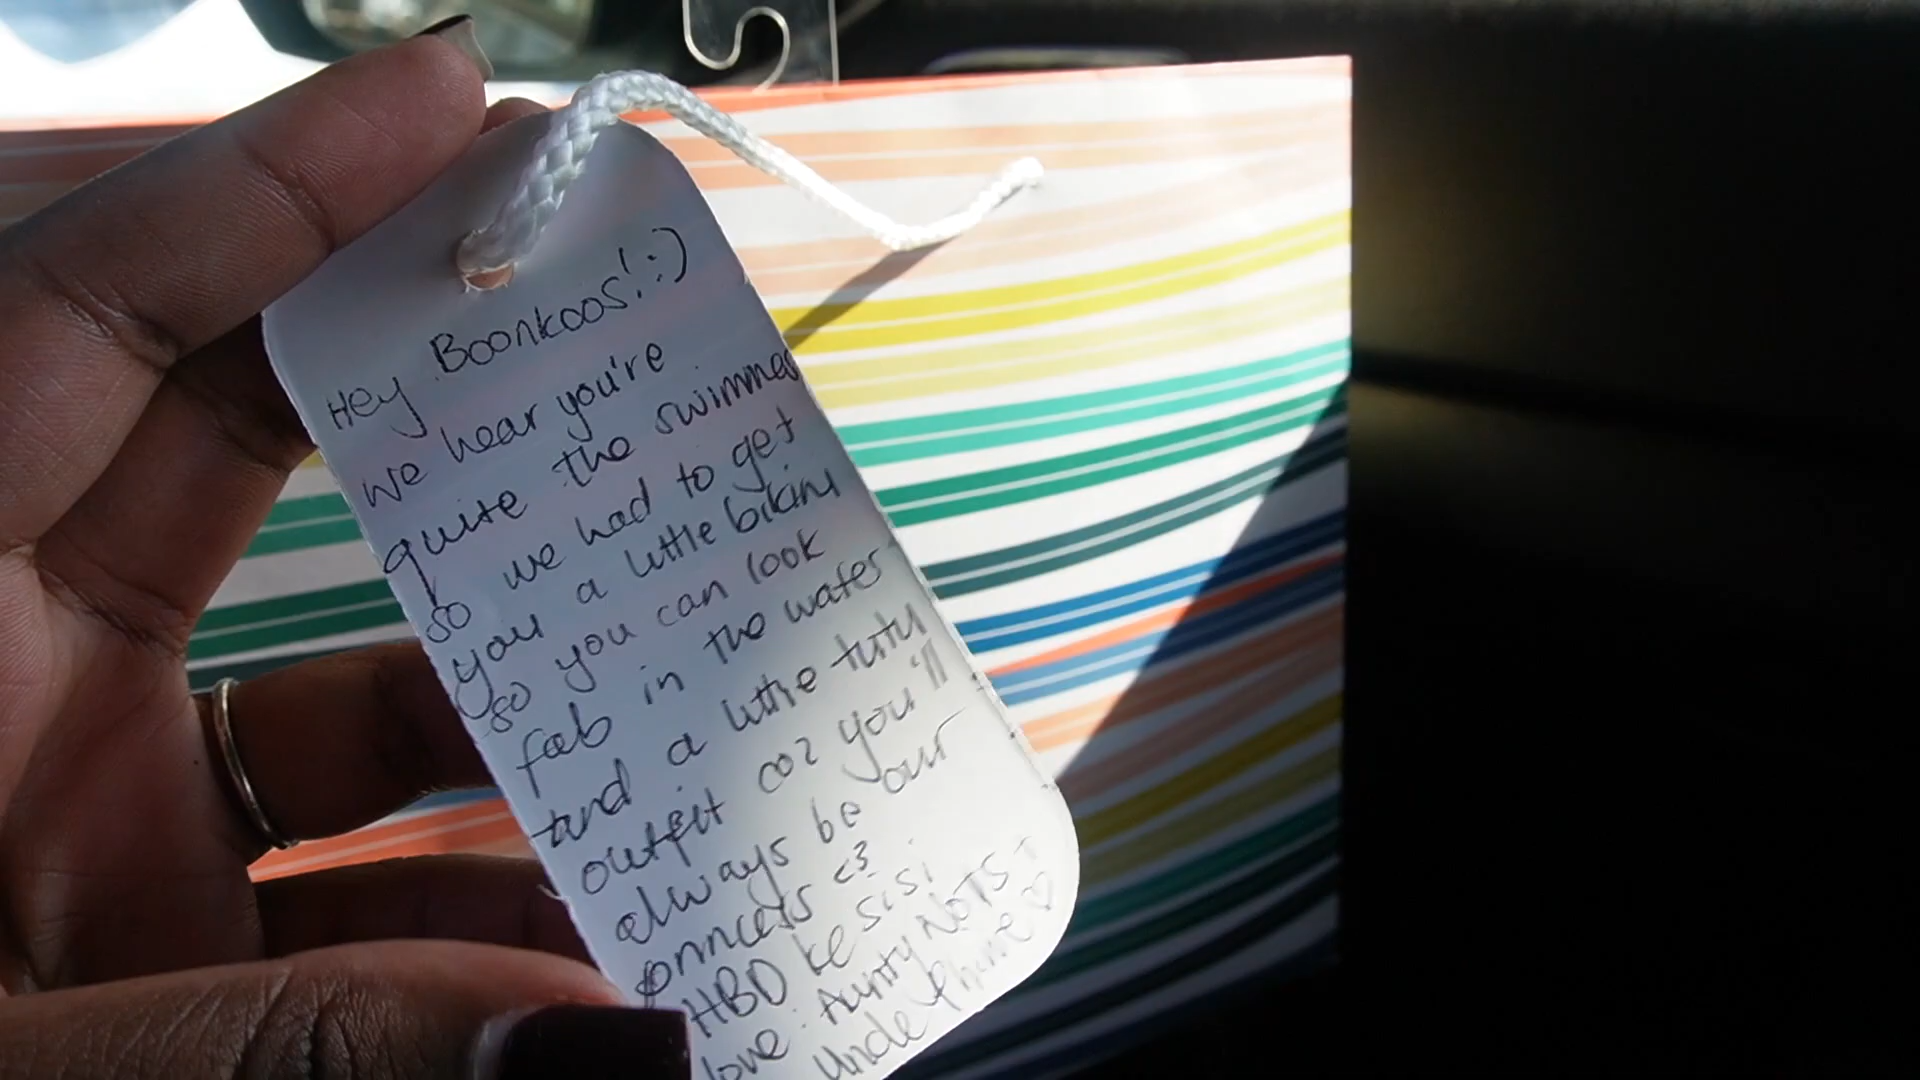 Hey Boonkoos! :)
we hear you're
quite the swimmer
so we had to get
you a little bikini
so you can look
fab in the water
and a little tutu
outfit coz you'll
always be our
princess <3
HBD ke sisi;
love: Aunty NOTS +
Uncle Phine ♡